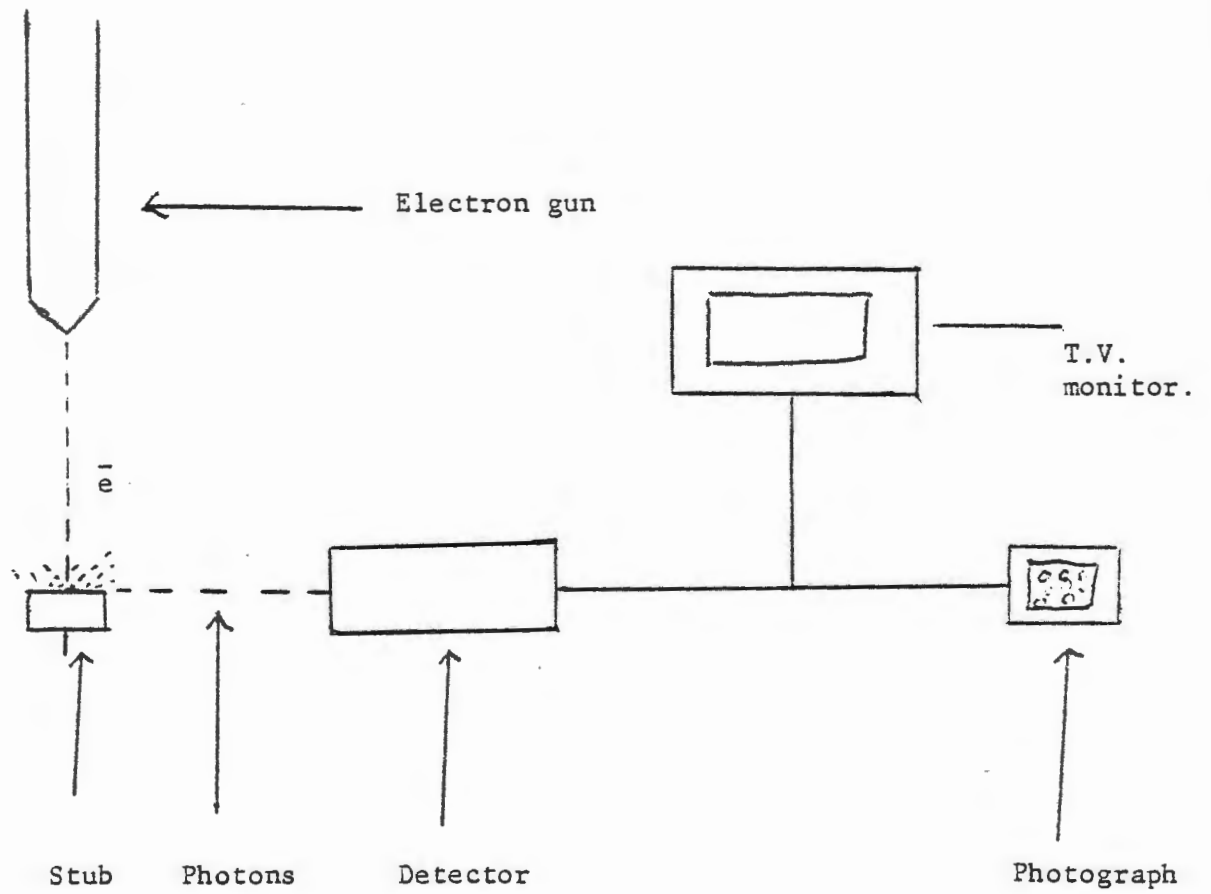 Electron gun
T.V.
monitor.
e̅
Stub Photons Detector Photograph